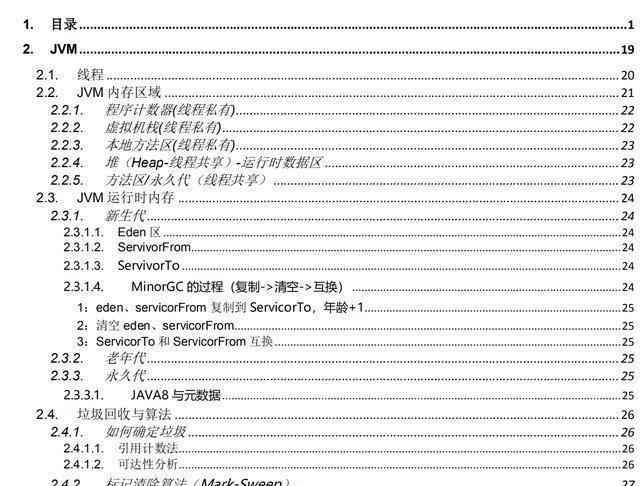 1. 目录 1
2. JVM 19
2.1. 线程 20
2.2. JVM 内存区域 21
2.2.1. 程序计数器(线程私有) 22
2.2.2. 虚拟机栈(线程私有) 22
2.2.3. 本地方法区(线程私有) 23
2.2.4. 堆（Heap-线程共享）-运行时数据区 23
2.2.5. 方法区/永久代（线程共享） 23
2.3. JVM 运行时内存 24
2.3.1. 新生代 24
2.3.1.1. Eden 区 24
2.3.1.2. ServivorFrom 24
2.3.1.3. ServivorTo 24
2.3.1.4. MinorGC 的过程（复制->清空->互换） 24
1：eden、servicorFrom 复制到 ServicorTo，年龄+1 25
2：清空 eden、servicorFrom 25
3：ServicorTo 和 ServicorFrom 互换 25
2.3.2. 老年代 25
2.3.3. 永久代 25
2.3.3.1. JAVA8 与元数据 25
2.4. 垃圾回收与算法 26
2.4.1. 如何确定垃圾 26
2.4.1.1. 引用计数法 26
2.4.1.2. 可达性分析 26
2.4.2. 标记清除算法（Mark-Sweep） 27